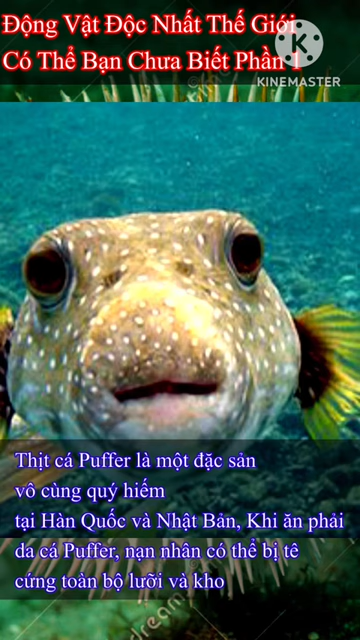 Động Vật Độc Nhất Thế Giới
Có Thể Bạn Chưa Biết Phần 1
KINEMASTER
Thịt cá Puffer là một đặc sản
vô cùng quý hiếm
tại Hàn Quốc và Nhật Bản, Khi ăn phải
da cá Puffer, nạn nhân có thể bị tê
cứng toàn bộ lưỡi và kho